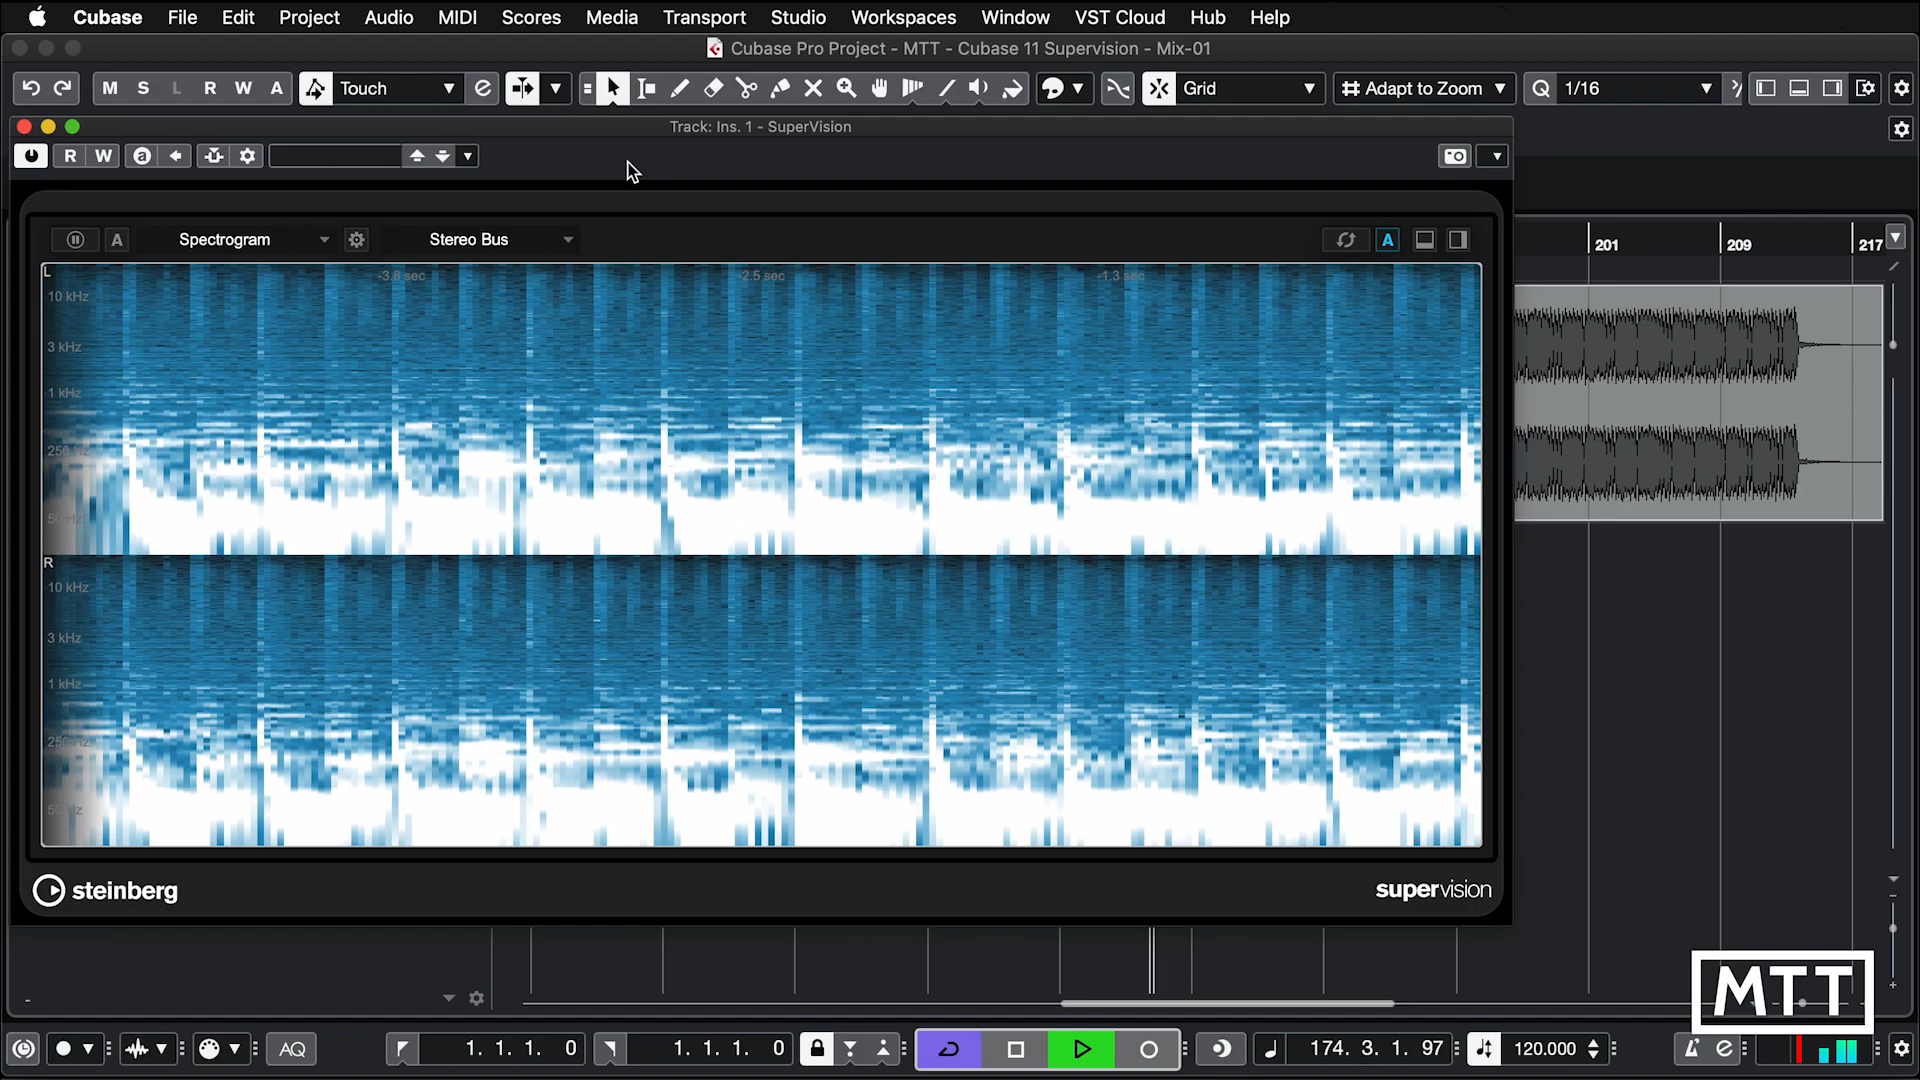 Cubase File Edit Project Audio MIDI Scores Media Transport Studio Workspaces Window VST Cloud Hub Help
Cubase Pro Project - MTT - Cubase 11 Supervision - Mix-01
M S L R W A Touch e Grid Adapt to Zoom Q 1/16
Track: Ins. 1 - SuperVision
R W a
A Spectrogram Stereo Bus A
201 209 217
L -3.8 sec -2.5 sec -1.3 sec
10 kHz
3 kHz
1 kHz
250 Hz
50 Hz
R
10 kHz
3 kHz
1 kHz
250 Hz
50 Hz
steinberg supervision
MTT
AQ 1. 1. 1. 0 1. 1. 1. 0 174. 3. 1. 97 120.000 e